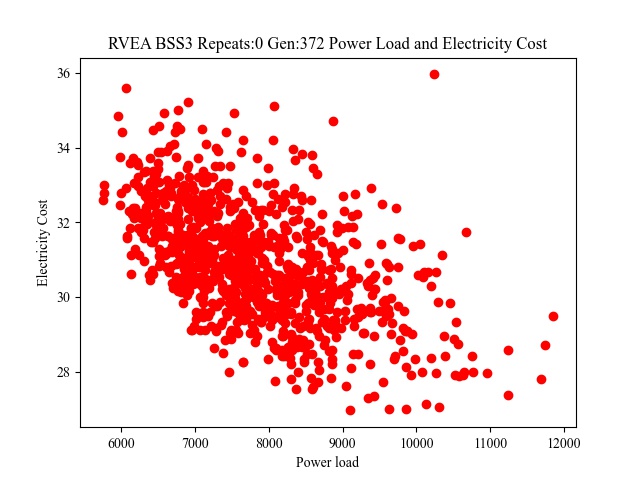 RVEA BSS3 Repeats:0 Gen:372 Power Load and Electricity Cost
36
34
32
30
28
Electricity Cost
6000 7000 8000 9000 10000 11000 12000
Power load